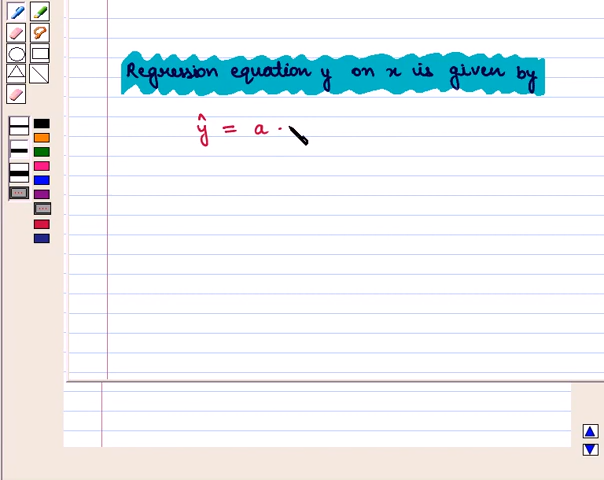 Regression equation y on x is given by
ŷ = a ·